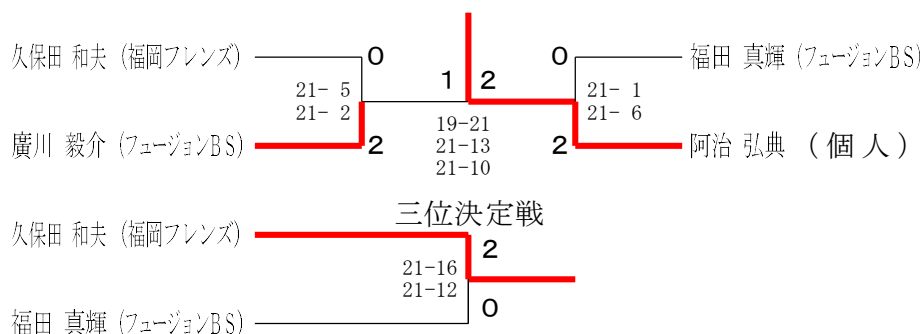 久保田 和夫 (福岡フレンズ) 0 0 福田 真輝 (フュージョンBS)
21- 5 1 2 21- 1
21- 2 21- 6
19-21
廣川 毅介 (フュージョンBS) 2 21-13 2 阿治 弘典 (個人)
21-10
三位決定戦
久保田 和夫 (福岡フレンズ)
2
21-16
21-12
0
福田 真輝 (フュージョンBS)